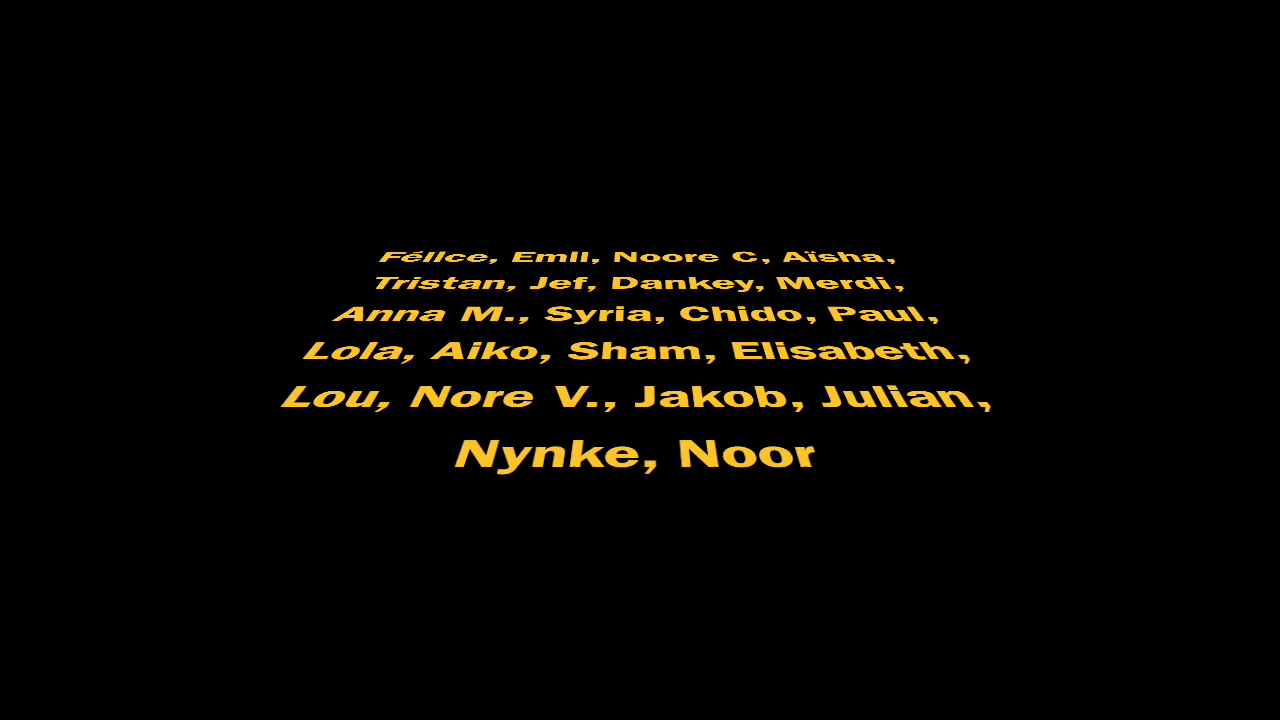 Félice, Emil, Noore C, Aïsha,
Tristan, Jef, Dankey, Merdi,
Anna M., Syria, Chido, Paul,
Lola, Aiko, Sham, Elisabeth,
Lou, Nore V., Jakob, Julian,
Nynke, Noor